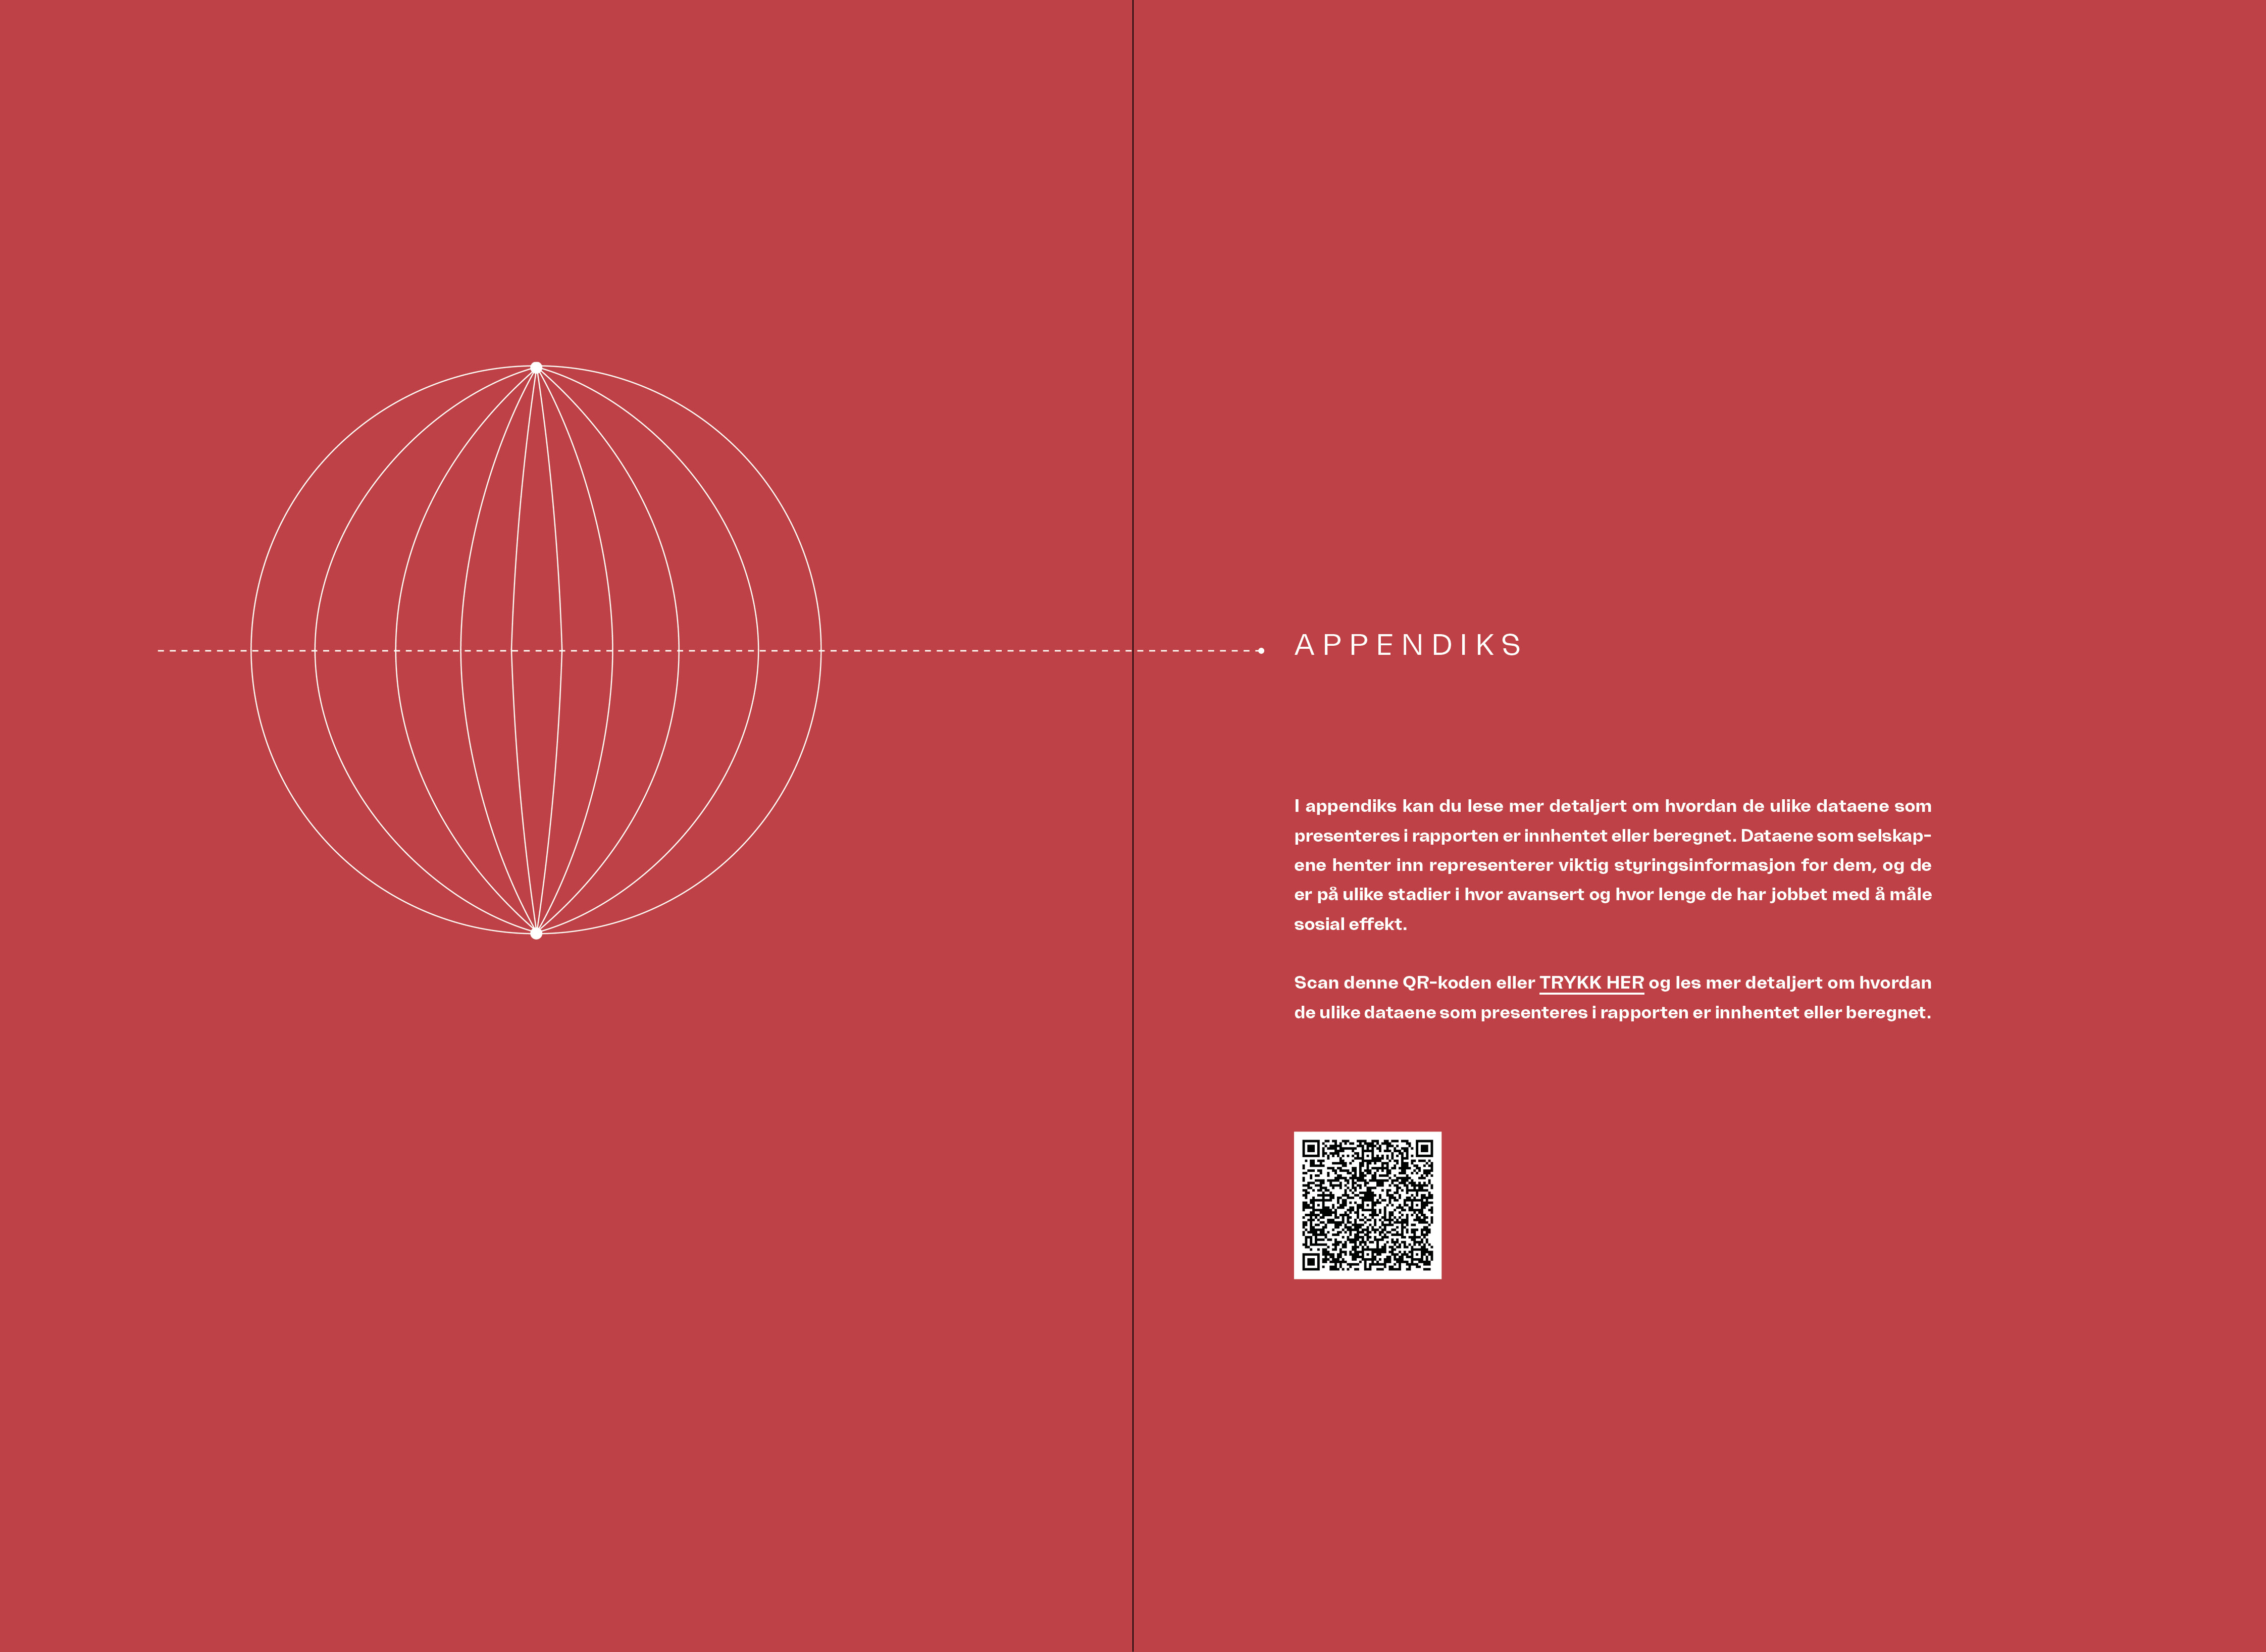 APPENDIKS
I appendiks kan du lese mer detaljert om hvordan de ulike dataene som
presenteres i rapporten er innhentet eller beregnet. Dataene som selskap-
ene henter inn representerer viktig styringsinformasjon for dem, og de
er på ulike stadier i hvor avansert og hvor lenge de har jobbet med å måle
sosial effekt.
Scan denne QR-koden eller TRYKK HER og les mer detaljert om hvordan
de ulike dataene som presenteres i rapporten er innhentet eller beregnet.